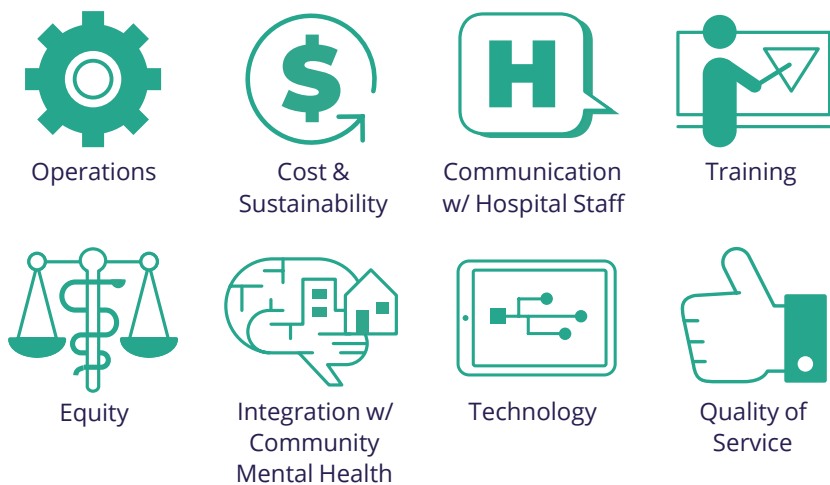 $
H
Operations
Cost &
Sustainability
Communication
w/ Hospital Staff
Training
Equity
Integration w/
Community
Mental Health
Technology
Quality of
Service